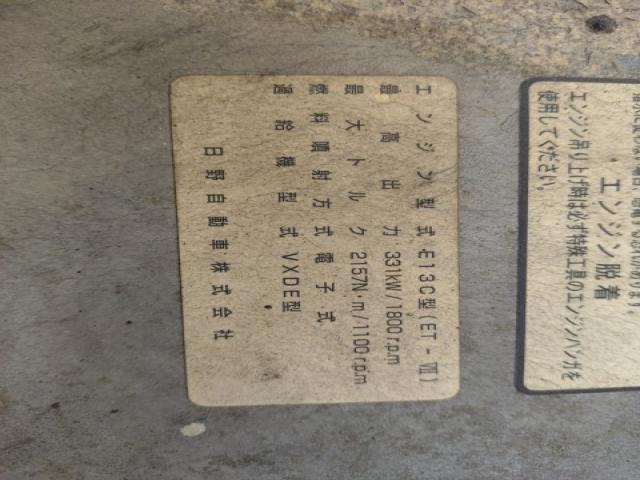 エンジン型式 E13C型(ET-Ⅶ)
最高出力 331kW/1800r.p.m
最大トルク 2157N·m/1100r.p.m
燃料噴射方式 電子式
過給機型式 VXDE型
日野自動車株式会社
エンジン脱着
エンジン吊り上げ時は必ず特殊工具のエンジンハンガを
使用してください。